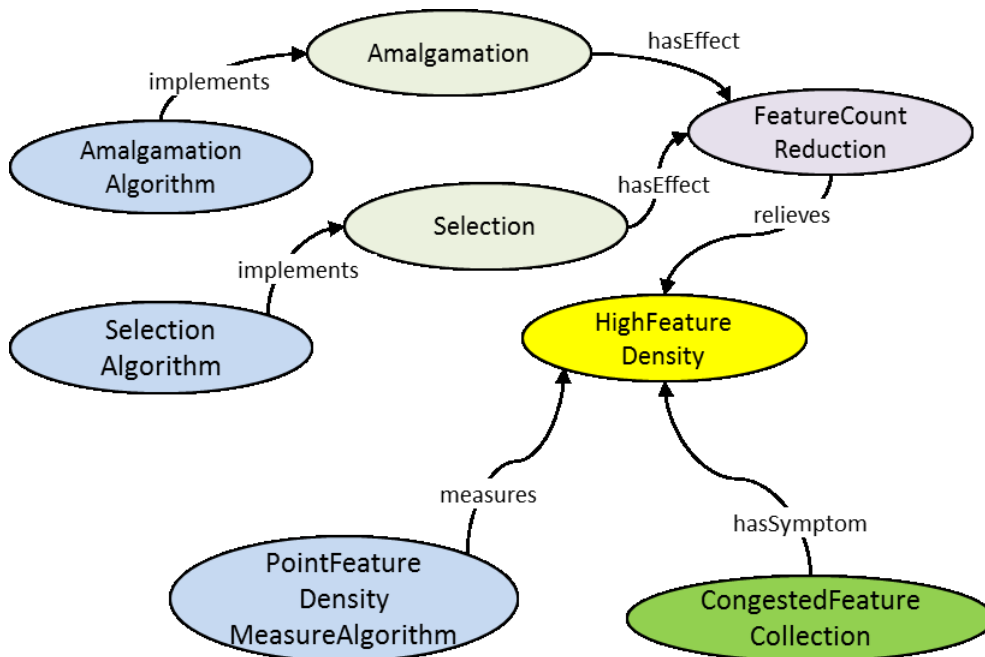 Amalgamation
hasEffect
implements
FeatureCount
Reduction
Amalgamation
Algorithm
hasEffect
Selection
relieves
implements
Selection
Algorithm
HighFeature
Density
measures
hasSymptom
PointFeature
Density
MeasureAlgorithm
CongestedFeature
Collection